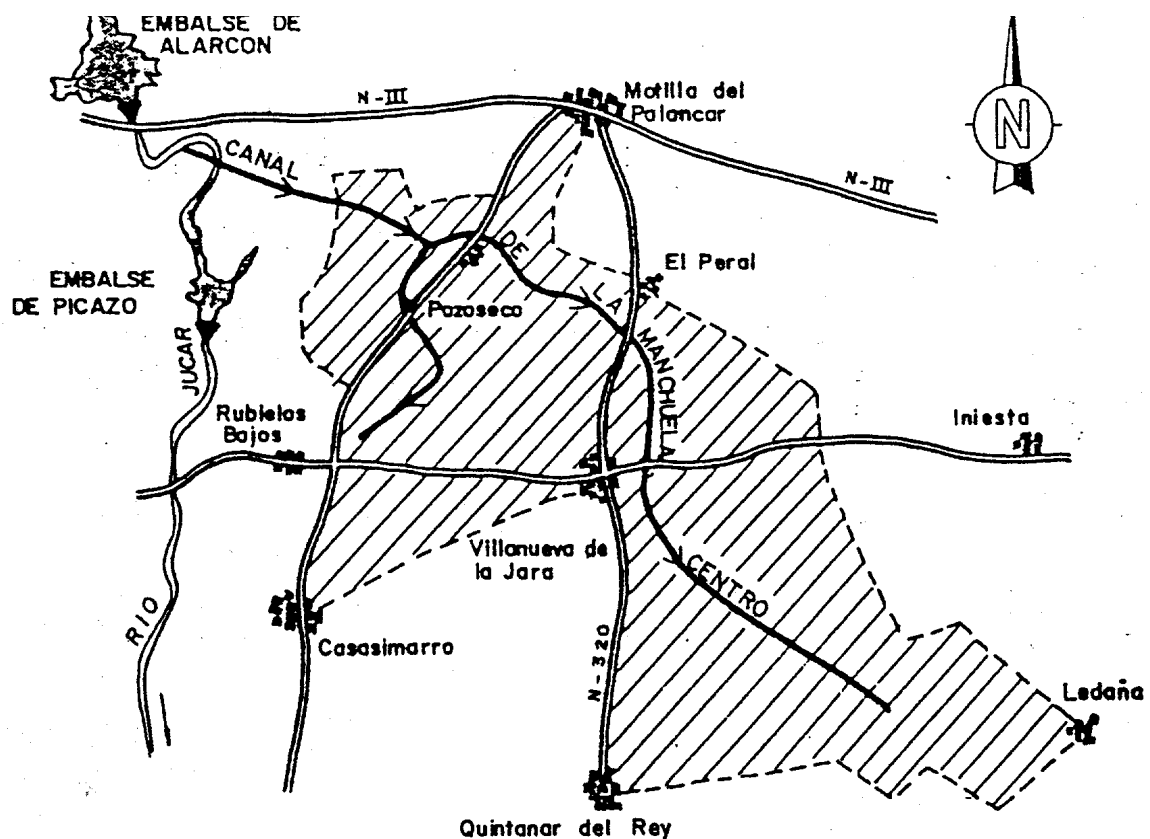 EMBALSE DE
ALARCON
N-III
Motilla del
Palancar
N
CANAL
N-III
DE
El Peral
EMBALSE
DE PICAZO
LA
Pozoseco
MANCHUELA
JUCAR
Rubielos
Bajos
Iniesta
Villanueva de
la Jara
CENTRO
RIO
Casasimarro
N-320
Ledaña
Quintanar del Rey